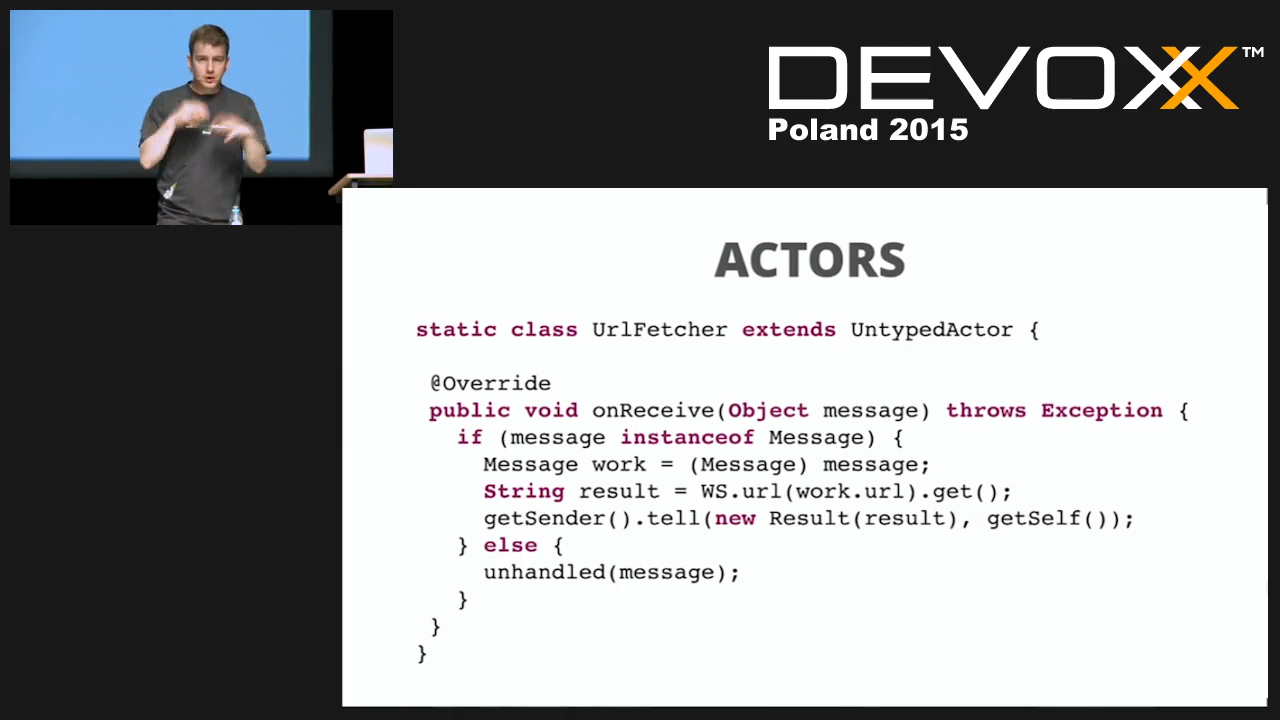 DEVOXX™
Poland 2015
ACTORS
static class UrlFetcher extends UntypedActor {
@Override
public void onReceive(Object message) throws Exception {
if (message instanceof Message) {
Message work = (Message) message;
String result = WS.url(work.url).get();
getSender().tell(new Result(result), getSelf());
} else {
unhandled(message);
}
}
}